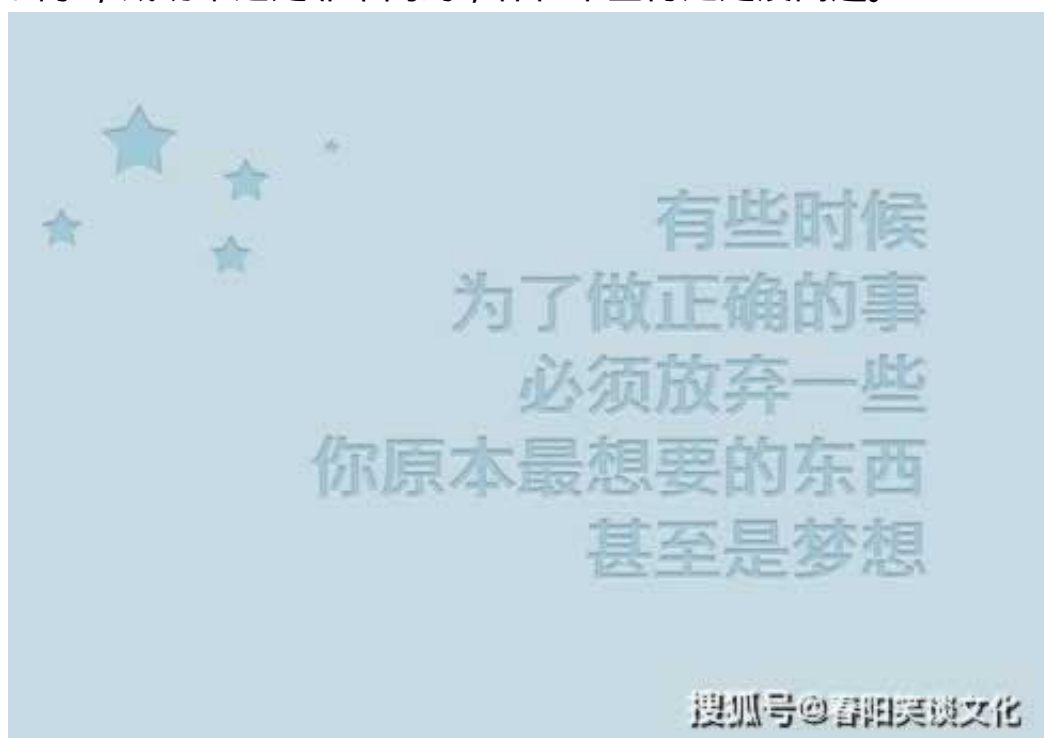 有些时候
为了做正确的事
必须放弃一些
你原本最想要的东西
甚至是梦想
搜狐号@春阳笑谈文化